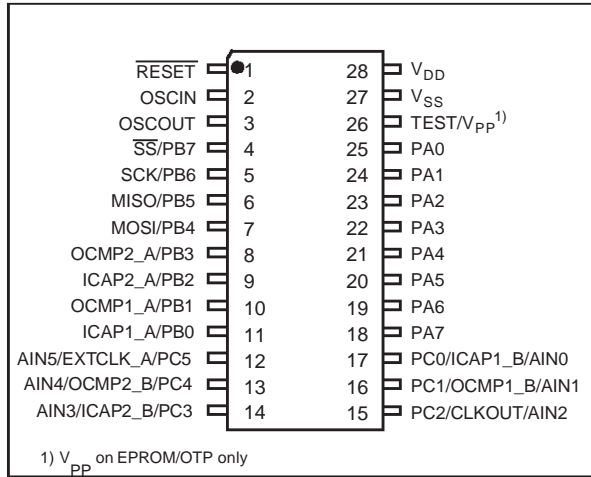 RESET 1 28 VDD
OSCIN 2 27 VSS
OSCOUT 3 26 TEST/VPP1)
SS/PB7 4 25 PA0
SCK/PB6 5 24 PA1
MISO/PB5 6 23 PA2
MOSI/PB4 7 22 PA3
OCMP2_A/PB3 8 21 PA4
ICAP2_A/PB2 9 20 PA5
OCMP1_A/PB1 10 19 PA6
ICAP1_A/PB0 11 18 PA7
AIN5/EXTCLK_A/PC5 12 17 PC0/ICAP1_B/AIN0
AIN4/OCMP2_B/PC4 13 16 PC1/OCMP1_B/AIN1
AIN3/ICAP2_B/PC3 14 15 PC2/CLKOUT/AIN2
1) VPP on EPROM/OTP only